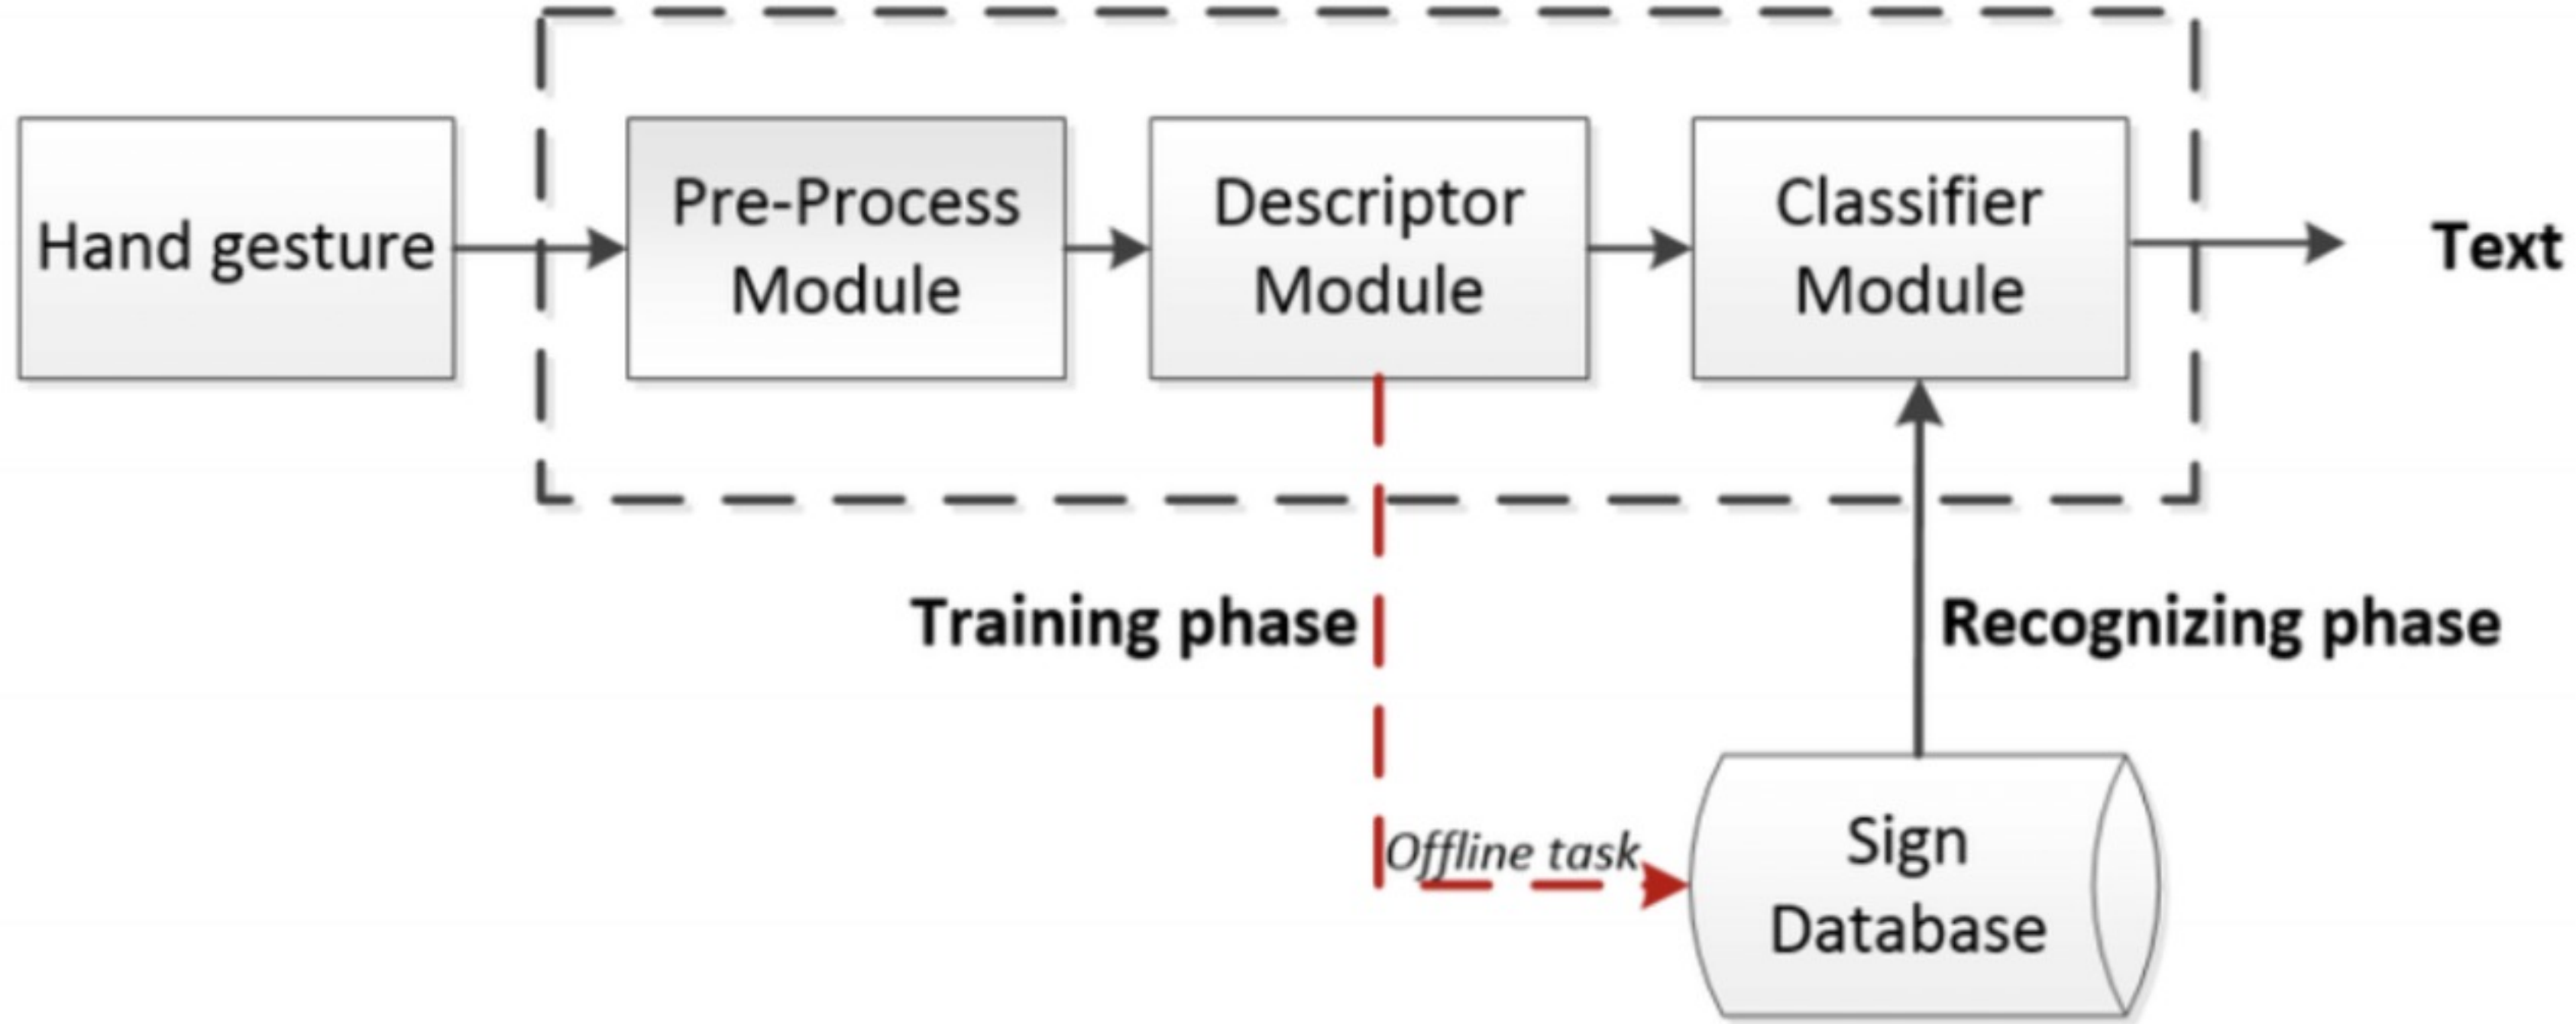 Hand gesture
Pre-Process
Module
Descriptor
Module
Classifier
Module
Text
Training phase
Recognizing phase
Offline task
Sign
Database